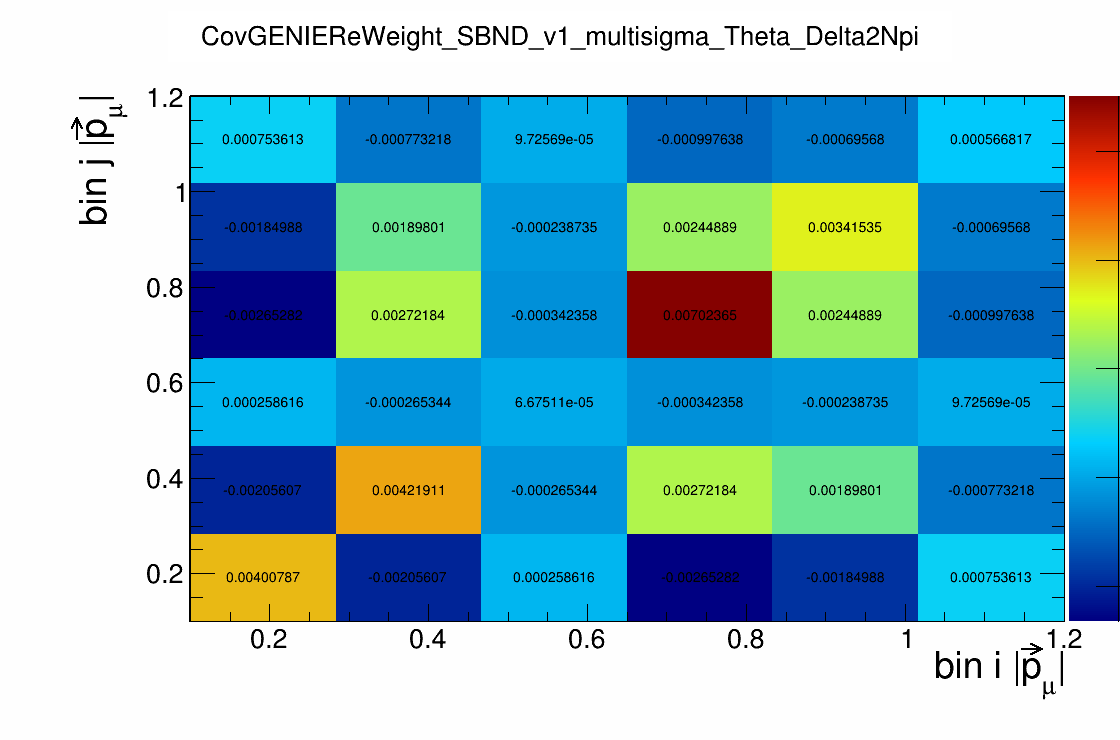 CovGENIEReWeight_SBND_v1_multisigma_Theta_Delta2Npi
bin j |p⃗μ|
1.2
0.000753613 -0.000773218 9.72569e-05 -0.000997638 -0.00069568 0.000566817
1
-0.00184988 0.00189801 -0.000238735 0.00244889 0.00341535 -0.00069568
0.8
-0.00265282 0.00272184 -0.000342358 0.00702365 0.00244889 -0.000997638
0.6
0.000258616 -0.000265344 6.67511e-05 -0.000342358 -0.000238735 9.72569e-05
0.4
-0.00205607 0.00421911 -0.000265344 0.00272184 0.00189801 -0.000773218
0.2
0.00400787 -0.00205607 0.000258616 -0.00265282 -0.00184988 0.000753613
0.2 0.4 0.6 0.8 1 1.2
bin i |p⃗μ|